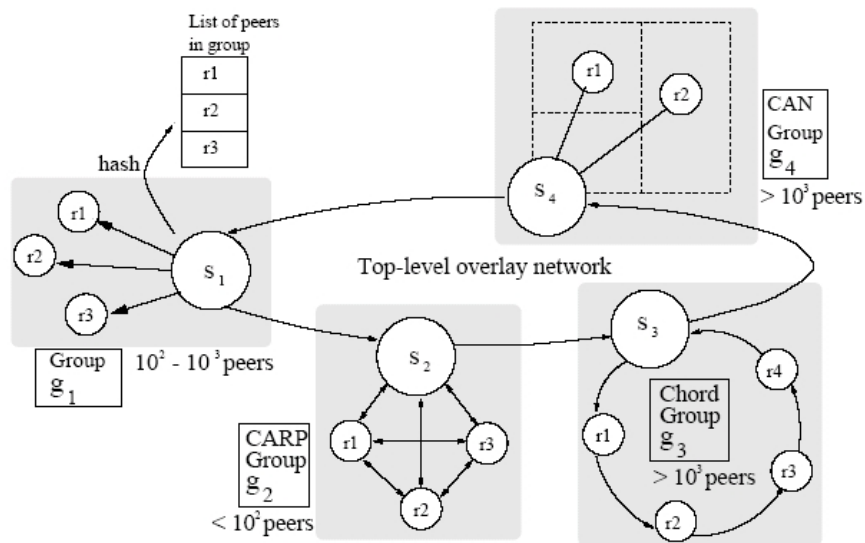 List of peers
in group
r1
r2
r3
hash
r1
r2
r3
S1
Group
g1
10² - 10³ peers
r1
r2
S4
CAN
Group
g4
> 10³ peers
Top-level overlay network
S2
r1
r3
r2
CARP
Group
g2
< 10² peers
S3
r4
r1
r3
r2
Chord
Group
g3
> 10³ peers